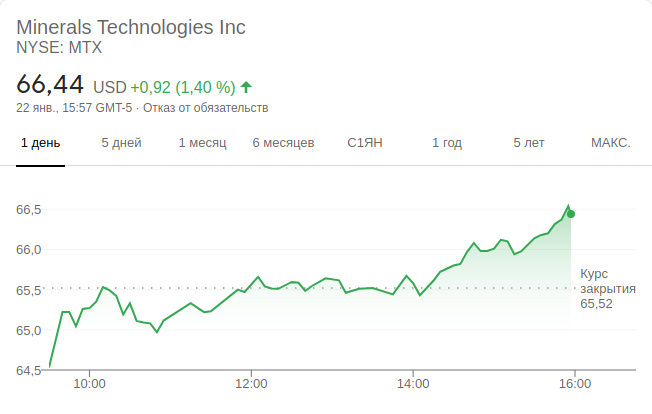 Minerals Technologies Inc
NYSE: MTX
66,44 USD +0,92 (1,40 %)
22 янв., 15:57 GMT-5 · Отказ от обязательств
1 день 5 дней 1 месяц 6 месяцев С1ЯН 1 год 5 лет МАКС.
66,5
66,0
65,5
65,0
64,5
Курс
закрытия
65,52
10:00 12:00 14:00 16:00